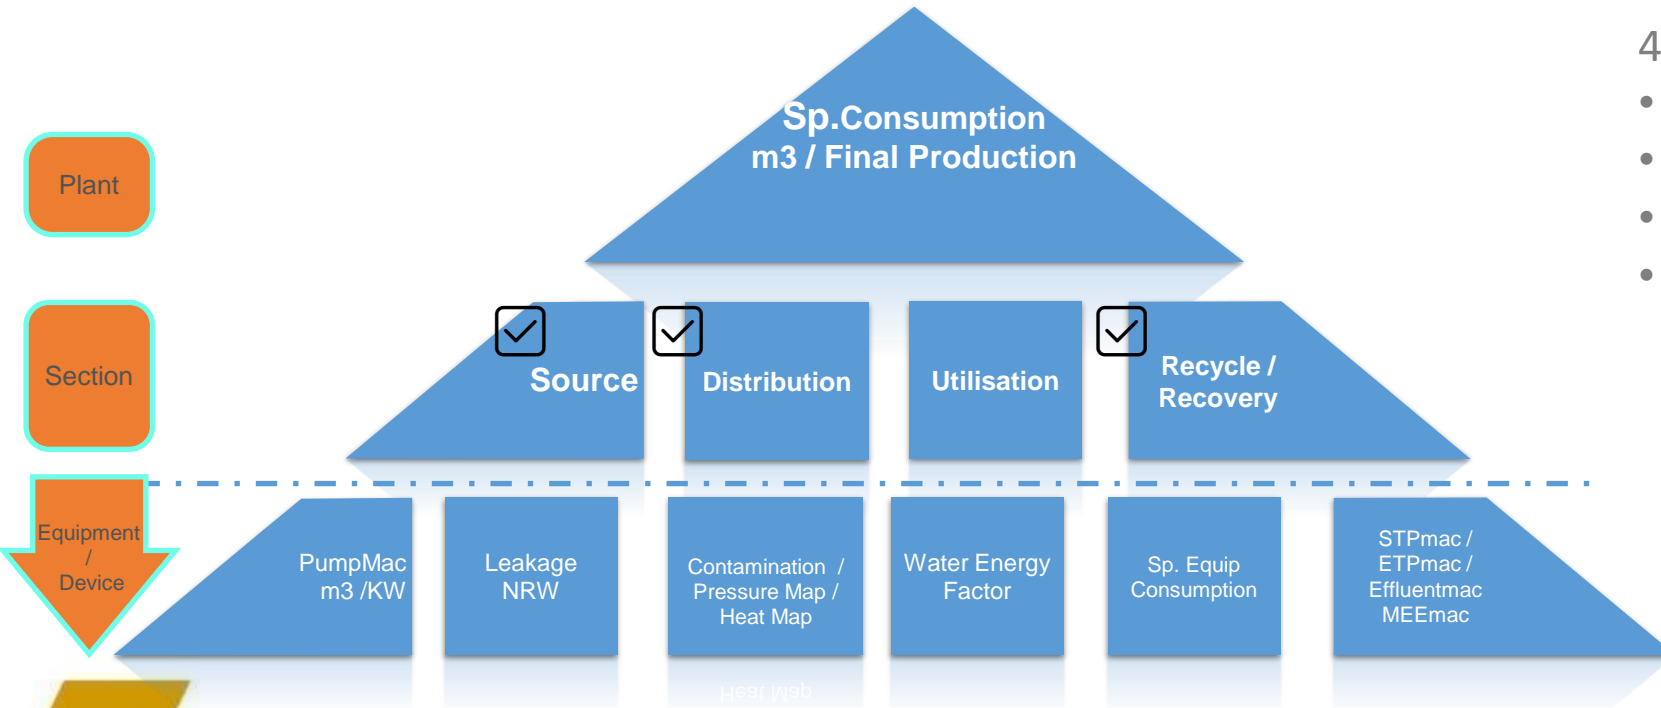 Sp.Consumption
m3 / Final Production
4
•
•
•
•
Plant
Section
Source
Distribution
Utilisation
Recycle /
Recovery
Equipment
/
Device
PumpMac
m3 /KW
Leakage
NRW
Contamination /
Pressure Map /
Heat Map
Water Energy
Factor
Sp. Equip
Consumption
STPmac /
ETPmac /
Effluentmac
MEEmac